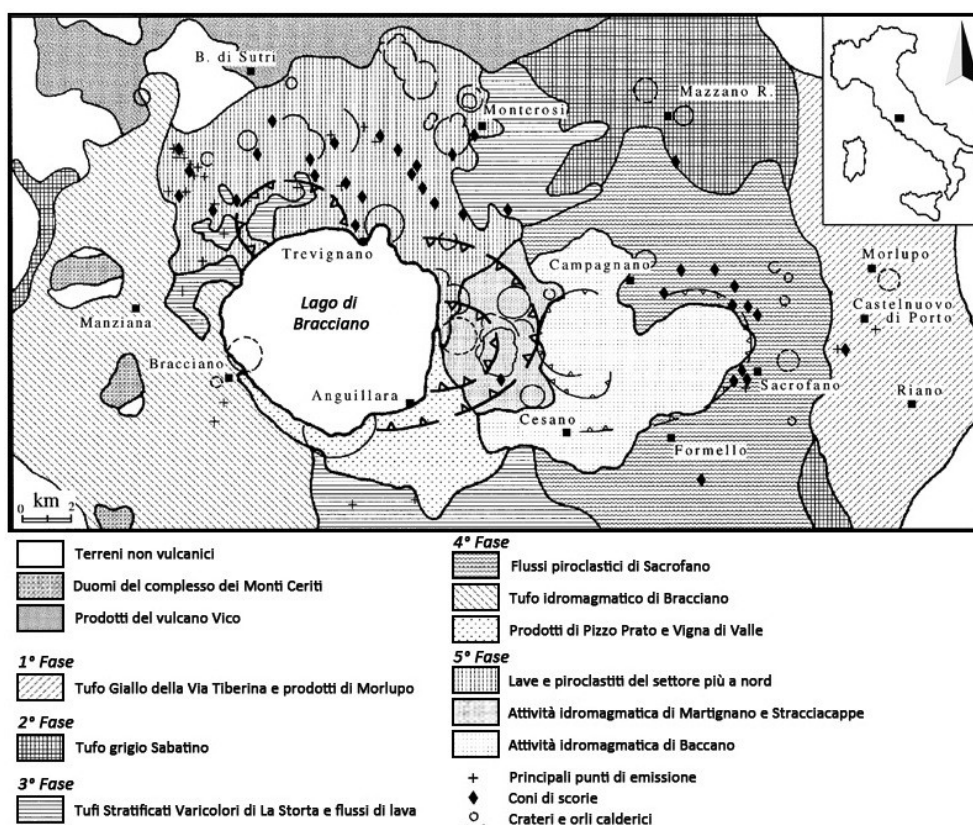 B. di Sutri
Mazzano R.
Monterosi
Trevignano
Campagnano
Morlupo
Lago di
Bracciano
Castelnuovo
di Porto
Manziana
Bracciano
Sacrofano
Anguillara
Riano
Cesano
Formello
km
0 2
Terreni non vulcanici
Duomi del complesso dei Monti Ceriti
Prodotti del vulcano Vico
1° Fase
Tufo Giallo della Via Tiberina e prodotti di Morlupo
2° Fase
Tufo grigio Sabatino
3° Fase
Tufi Stratificati Varicolori di La Storta e flussi di lava
4° Fase
Flussi piroclastici di Sacrofano
Tufo idromagmatico di Bracciano
Prodotti di Pizzo Prato e Vigna di Valle
5° Fase
Lave e piroclastiti del settore più a nord
Attività idromagmatica di Martignano e Stracciacappe
Attività idromagmatica di Baccano
Principali punti di emissione
Coni di scorie
Crateri e orli calderici